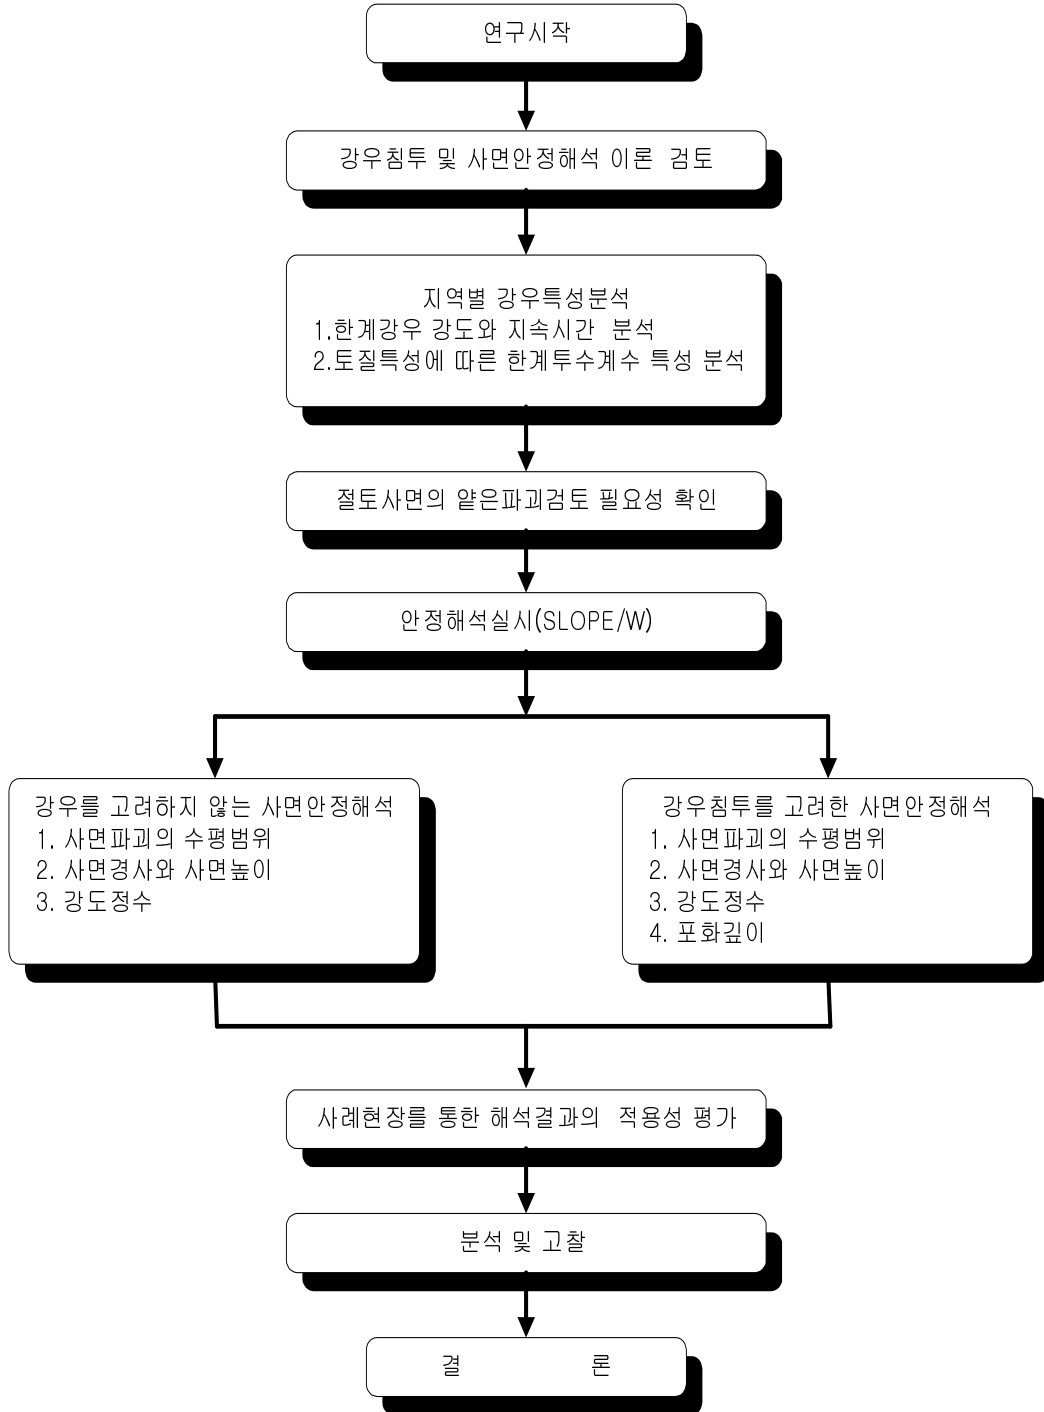 연구시작
강우침투 및 사면안정해석 이론 검토
지역별 강우특성분석
1.한계강우 강도와 지속시간 분석
2.토질특성에 따른 한계투수계수 특성 분석
절토사면의 얕은파괴검토 필요성 확인
안정해석실시(SLOPE/W)
강우를 고려하지 않는 사면안정해석
1. 사면파괴의 수평범위
2. 사면경사와 사면높이
3. 강도정수
강우침투를 고려한 사면안정해석
1. 사면파괴의 수평범위
2. 사면경사와 사면높이
3. 강도정수
4. 포화깊이
사례현장를 통한 해석결과의 적용성 평가
분석 및 고찰
결 론